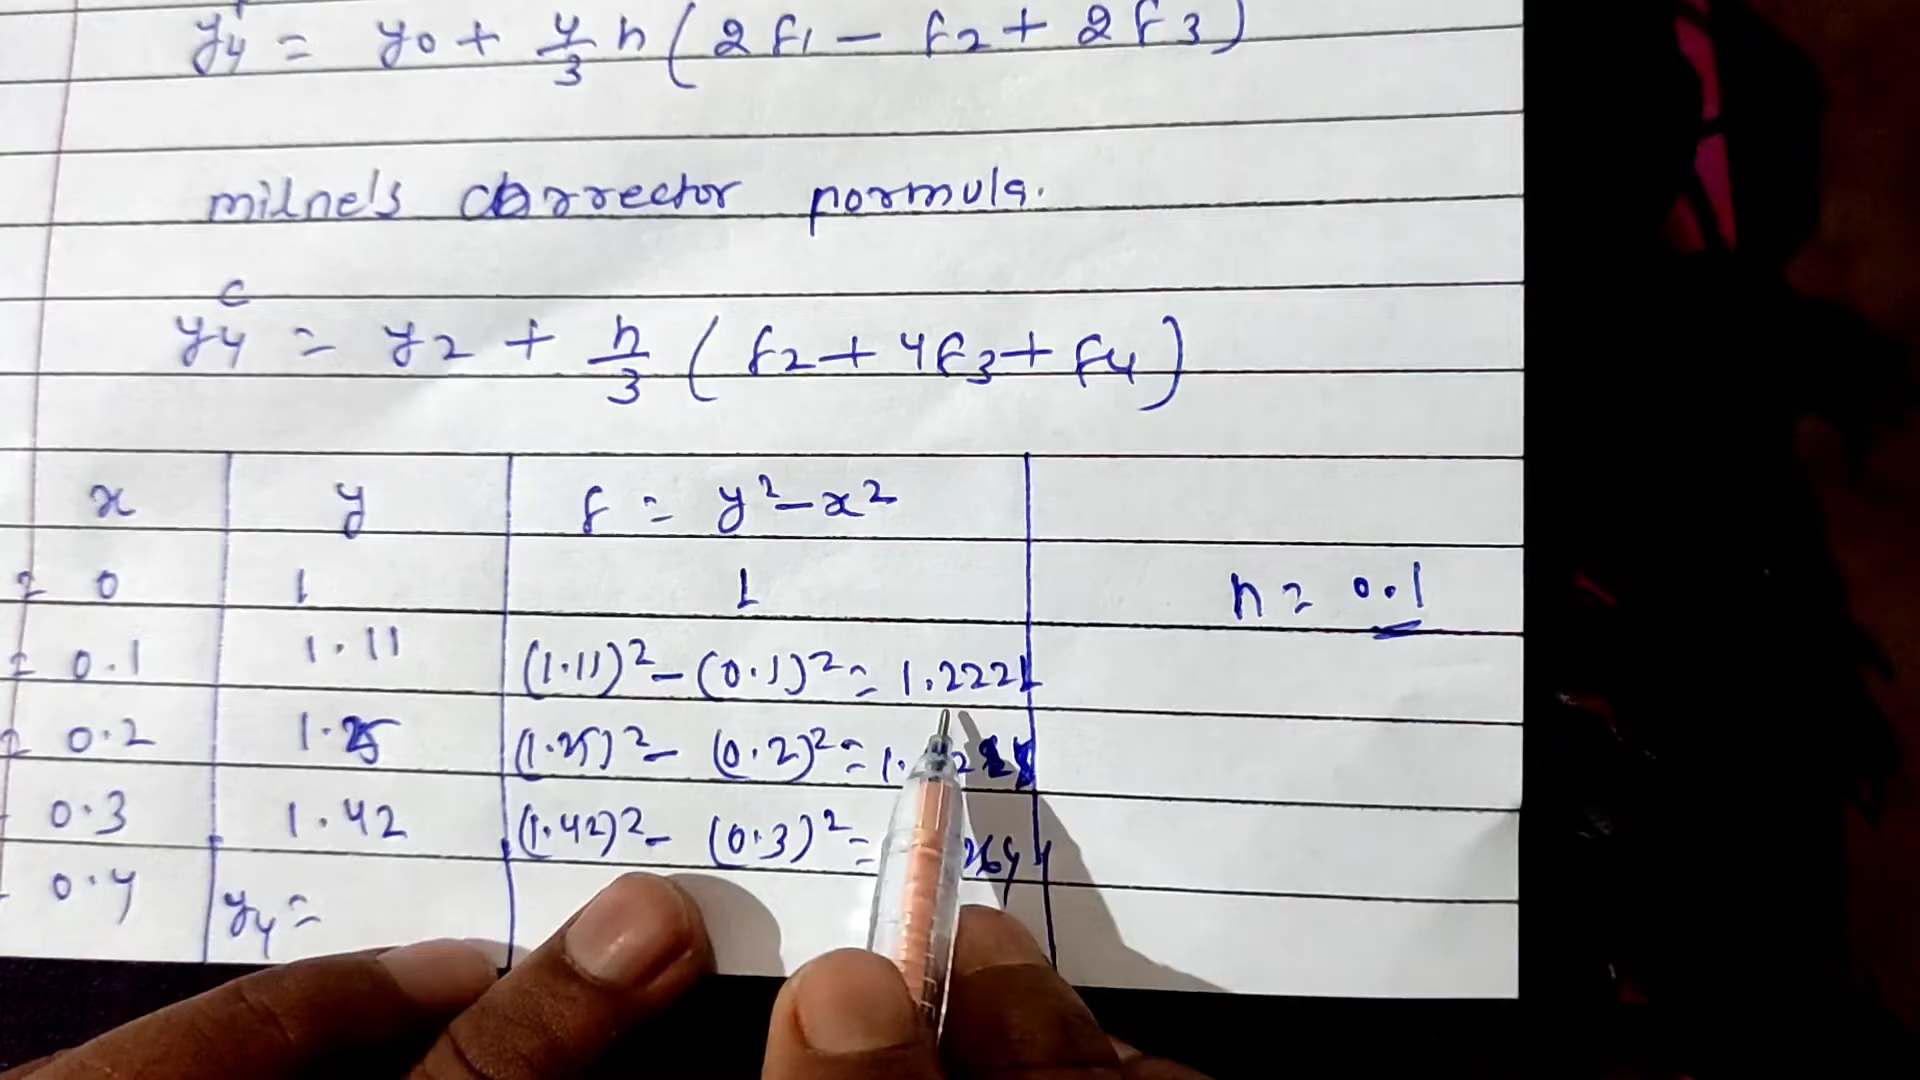 y4 = y0 + 4/3 h ( 2f1 - f2 + 2f3 )
milne's corrector formula.
y4^c = y2 + h/3 ( f2 + 4f3 + f4 )
x y f = y² - x²
= 0 1 1 h = 0.1
= 0.1 1.11 (1.11)² - (0.1)² = 1.2221
= 0.2 1.25 (1.25)² - (0.2)² =
0.3 1.42 (1.42)² - (0.3)² =
0.4 y4 =